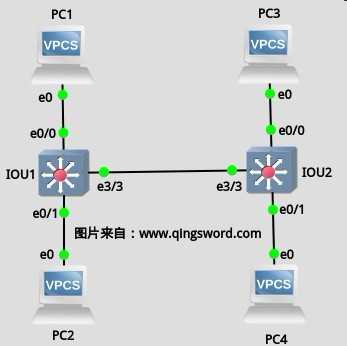 PC1
PC3
VPCS
VPCS
e0
e0
e0/0
e0/0
IOU1
IOU2
e3/3
e3/3
e0/1
e0/1
图片来自：www.qingsword.com
e0
e0
VPCS
VPCS
PC2
PC4